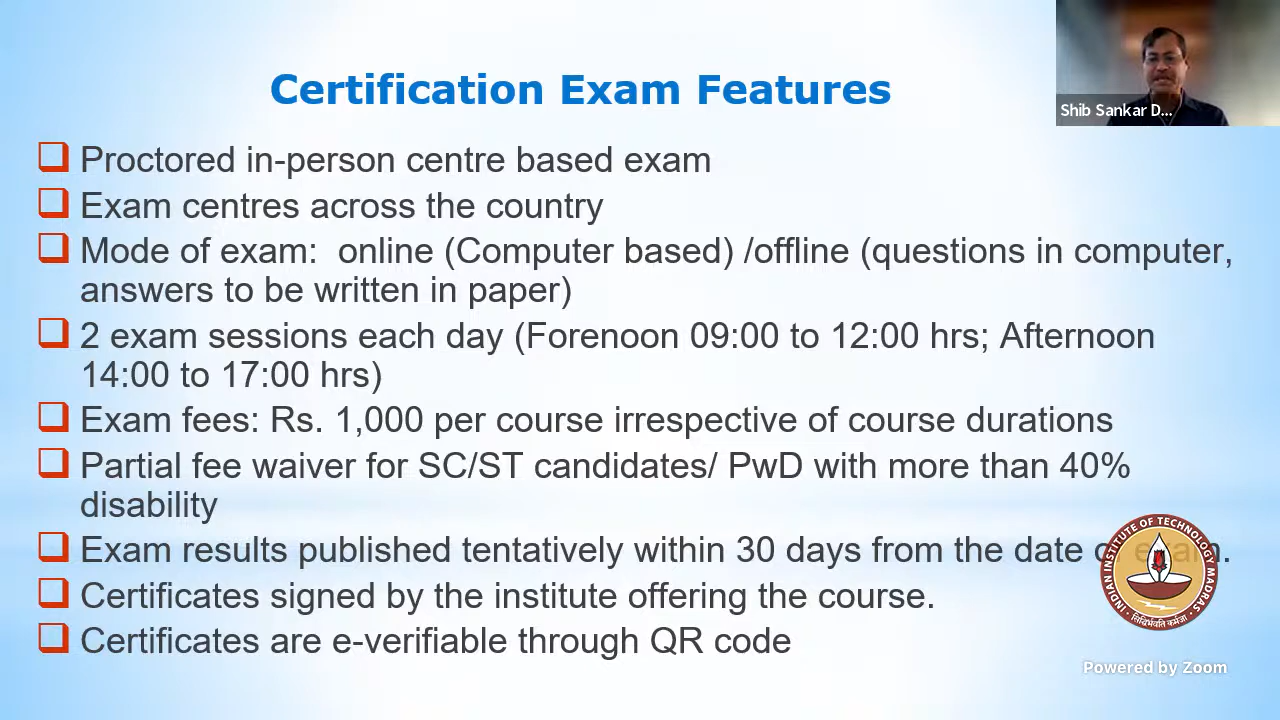 Certification Exam Features
Shib Sankar D...
Proctored in-person centre based exam
Exam centres across the country
Mode of exam:  online (Computer based) /offline (questions in computer,
answers to be written in paper)
2 exam sessions each day (Forenoon 09:00 to 12:00 hrs; Afternoon
14:00 to 17:00 hrs)
Exam fees: Rs. 1,000 per course irrespective of course durations
Partial fee waiver for SC/ST candidates/ PwD with more than 40%
disability
Exam results published tentatively within 30 days from the date of exam.
Certificates signed by the institute offering the course.
Certificates are e-verifiable through QR code
INDIAN INSTITUTE OF TECHNOLOGY MADRAS
सिद्धिर्भवति कर्मजा
Powered by Zoom